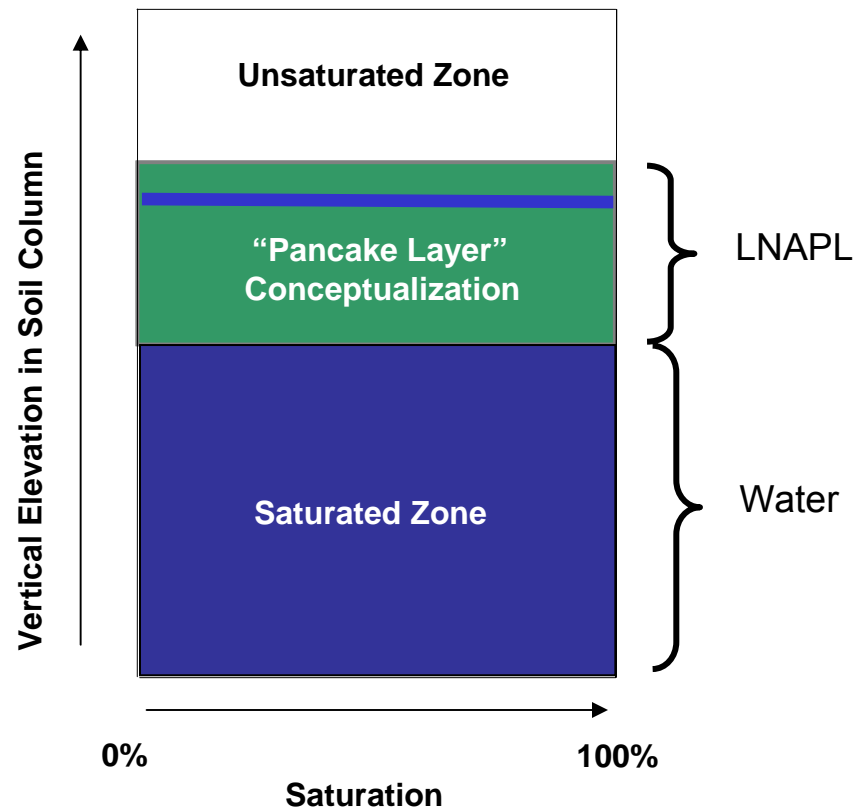 Unsaturated Zone
Vertical Elevation in Soil Column
“Pancake Layer”
Conceptualization
LNAPL
Saturated Zone
Water
0%
100%
Saturation